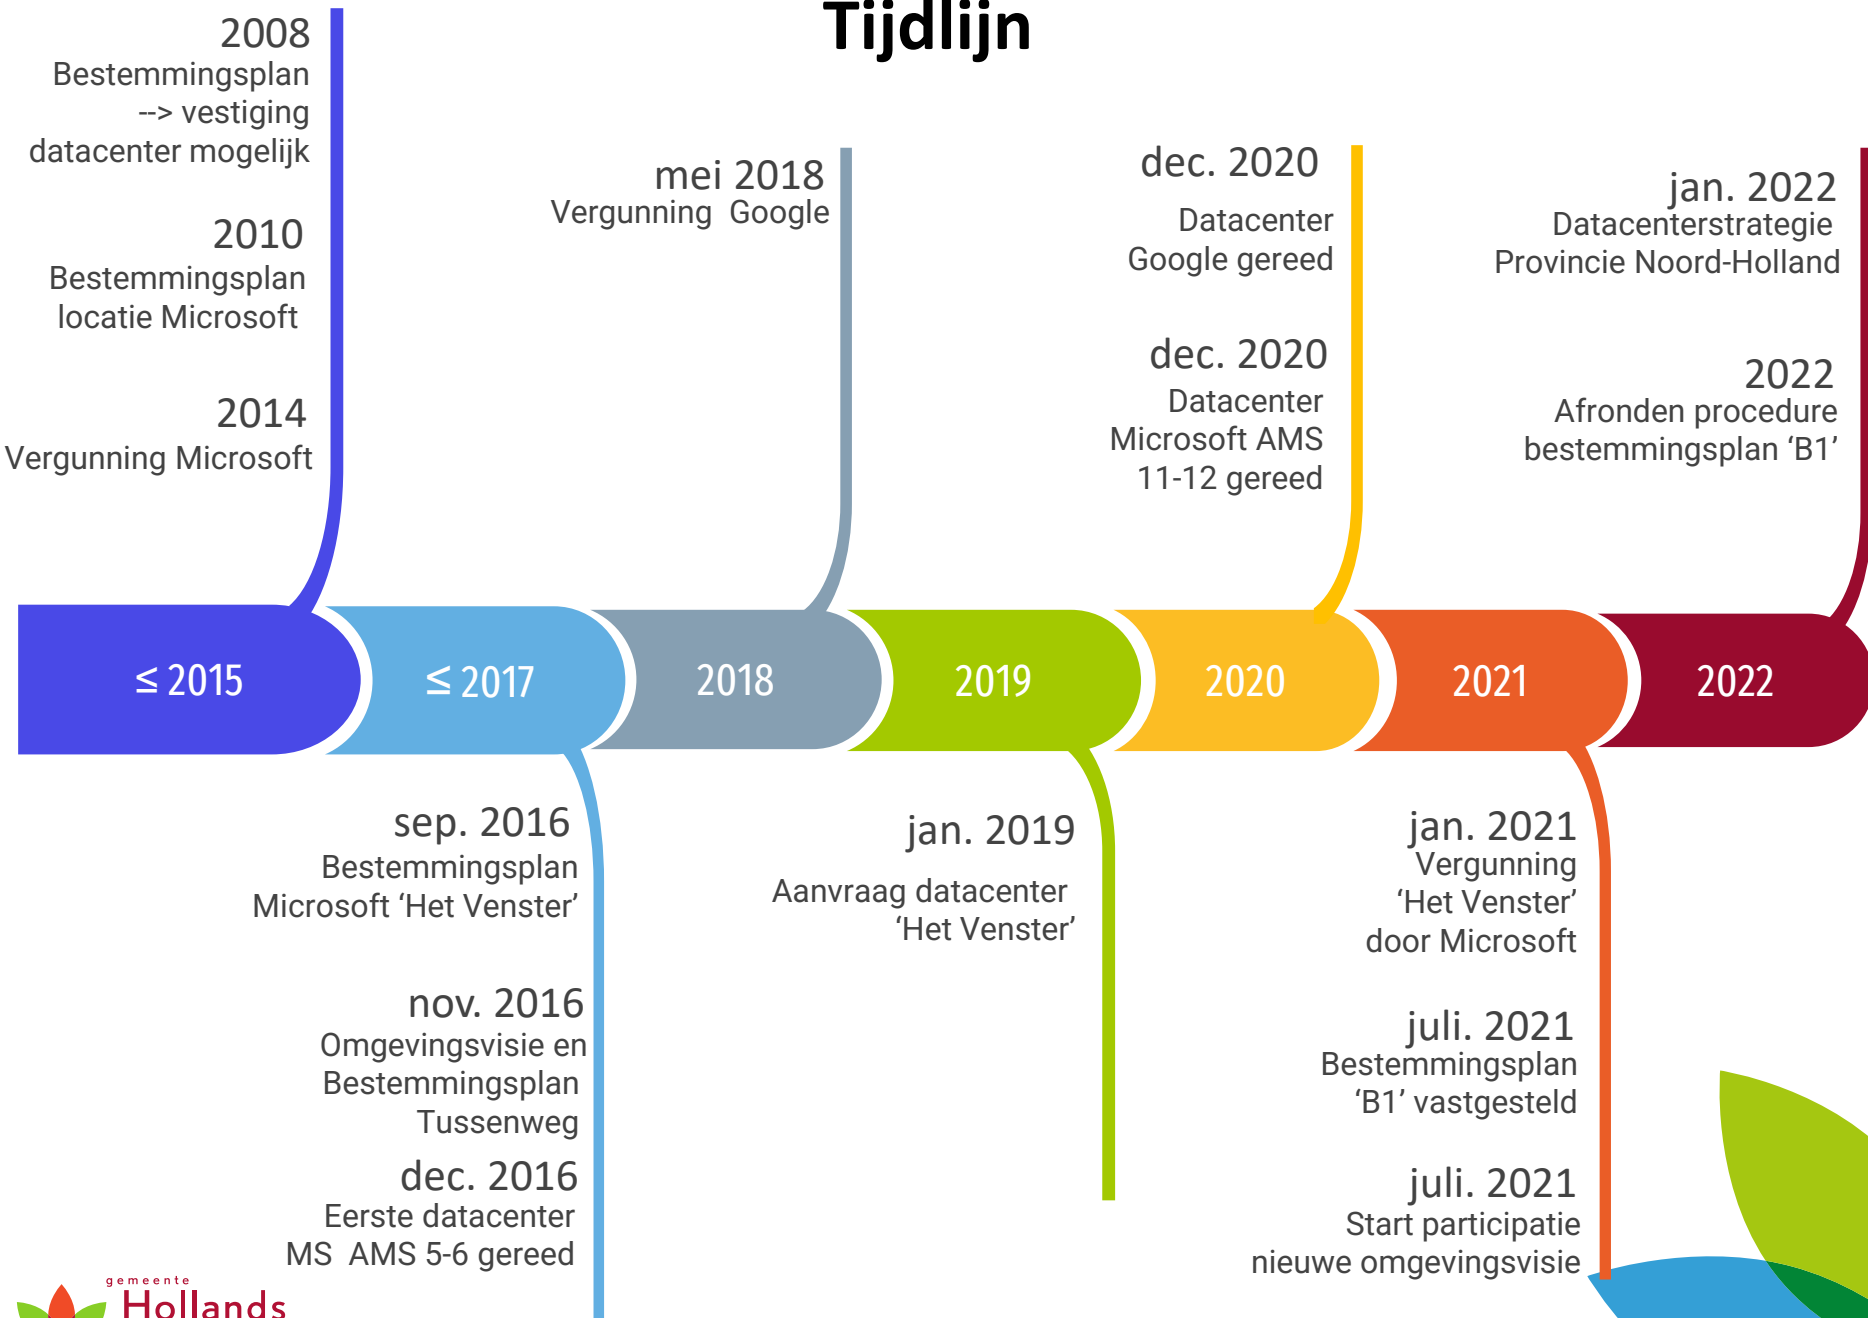 Tijdlijn
2008
Bestemmingsplan
--> vestiging
datacenter mogelijk
2010
Bestemmingsplan
locatie Microsoft
2014
Vergunning Microsoft
mei 2018
Vergunning  Google
dec. 2020
Datacenter
Google gereed
dec. 2020
Datacenter
Microsoft AMS
11-12 gereed
jan. 2022
Datacenterstrategie
Provincie Noord-Holland
2022
Afronden procedure
bestemmingsplan ‘B1’
≤ 2015
≤ 2017
2018
2019
2020
2021
2022
sep. 2016
Bestemmingsplan
Microsoft ‘Het Venster’
nov. 2016
Omgevingsvisie en
Bestemmingsplan
Tussenweg
dec. 2016
Eerste datacenter
MS  AMS 5-6 gereed
jan. 2019
Aanvraag datacenter
‘Het Venster’
jan. 2021
Vergunning
‘Het Venster’
door Microsoft
juli. 2021
Bestemmingsplan
‘B1’ vastgesteld
juli. 2021
Start participatie
nieuwe omgevingsvisie
gemeente
Hollands